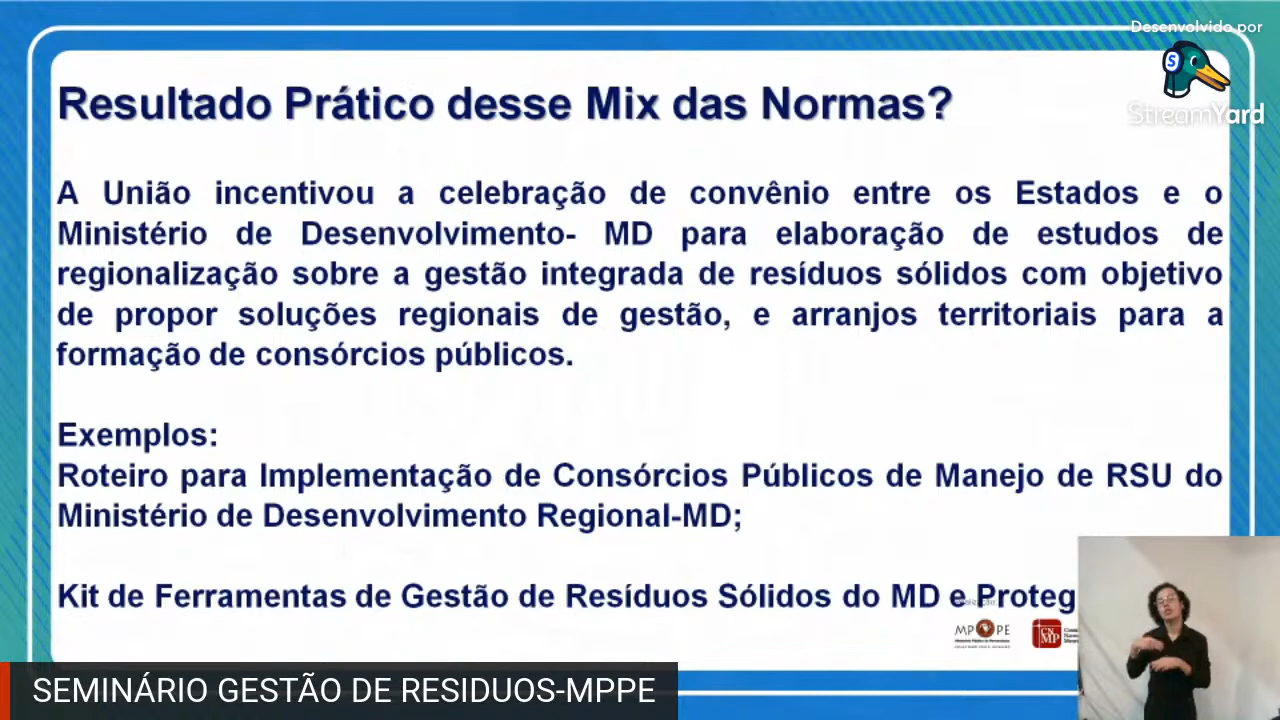 Desenvolvido por
StreamYard
Resultado Prático desse Mix das Normas?
A União incentivou a celebração de convênio entre os Estados e o
Ministério de Desenvolvimento- MD para elaboração de estudos de
regionalização sobre a gestão integrada de resíduos sólidos com objetivo
de propor soluções regionais de gestão, e arranjos territoriais para a
formação de consórcios públicos.
Exemplos:
Roteiro para Implementação de Consórcios Públicos de Manejo de RSU do
Ministério de Desenvolvimento Regional-MD;
Kit de Ferramentas de Gestão de Resíduos Sólidos do MD e Proteg
MPPE
CNMP
SEMINÁRIO GESTÃO DE RESIDUOS-MPPE